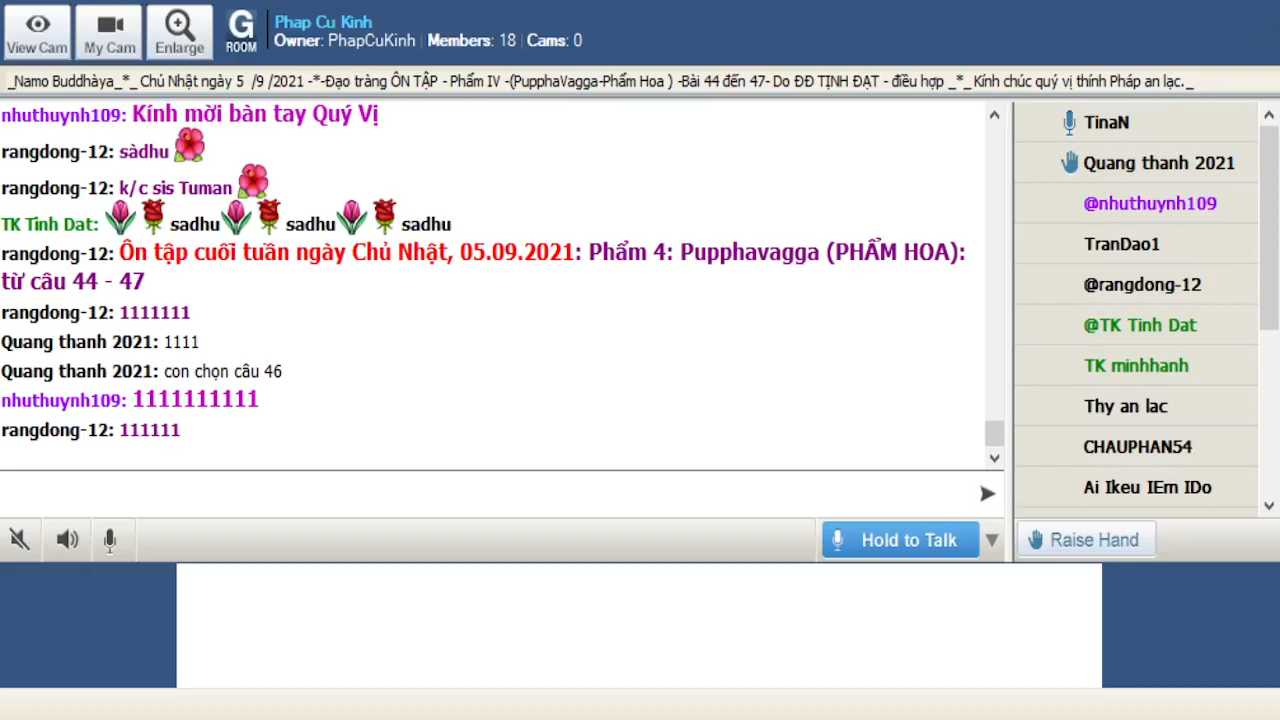 View Cam
My Cam
Enlarge
G ROOM
Phap Cu Kinh
Owner: PhapCuKinh | Members: 18 | Cams: 0
_Namo Buddhàya_*_ Chủ Nhật ngày 5 /9 /2021 -*-Đạo tràng ÔN TẬP - Phẩm IV -(PupphaVagga-Phẩm Hoa ) -Bài 44 đến 47- Do ĐĐ TỊNH ĐẠT - điều hợp _*_Kính chúc quý vị thính Pháp an lạc._
nhuthuynh109: Kính mời bàn tay Quý Vị
rangdong-12: sàdhu
rangdong-12: k/c sis Tuman
TK Tinh Dat: sadhu sadhu sadhu
rangdong-12: Ôn tập cuối tuần ngày Chủ Nhật, 05.09.2021: Phẩm 4: Pupphavagga (PHẨM HOA):
từ câu 44 - 47
rangdong-12: 1111111
Quang thanh 2021: 1111
Quang thanh 2021: con chọn câu 46
nhuthuynh109: 1111111111
rangdong-12: 111111
Hold to Talk
TinaN
Quang thanh 2021
@nhuthuynh109
TranDao1
@rangdong-12
@TK Tinh Dat
TK minhhanh
Thy an lac
CHAUPHAN54
Ai Ikeu IEm IDo
Raise Hand